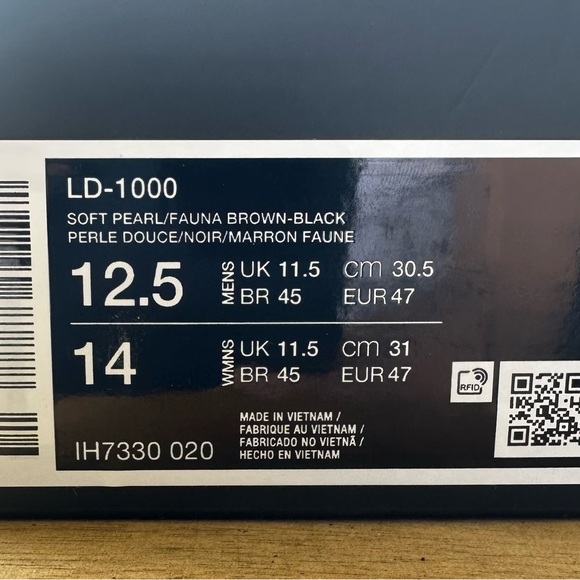 LD-1000
SOFT PEARL/FAUNA BROWN-BLACK
PERLE DOUCE/NOIR/MARRON FAUNE
12.5 MENS UK 11.5 cm 30.5
BR 45 EUR 47
14 WMNS UK 11.5 cm 31
BR 45 EUR 47
RFID
MADE IN VIETNAM /
FABRIQUE AU VIETNAM /
FABRICADO NO VIETNÃ /
HECHO EN VIETNAM
IH7330 020